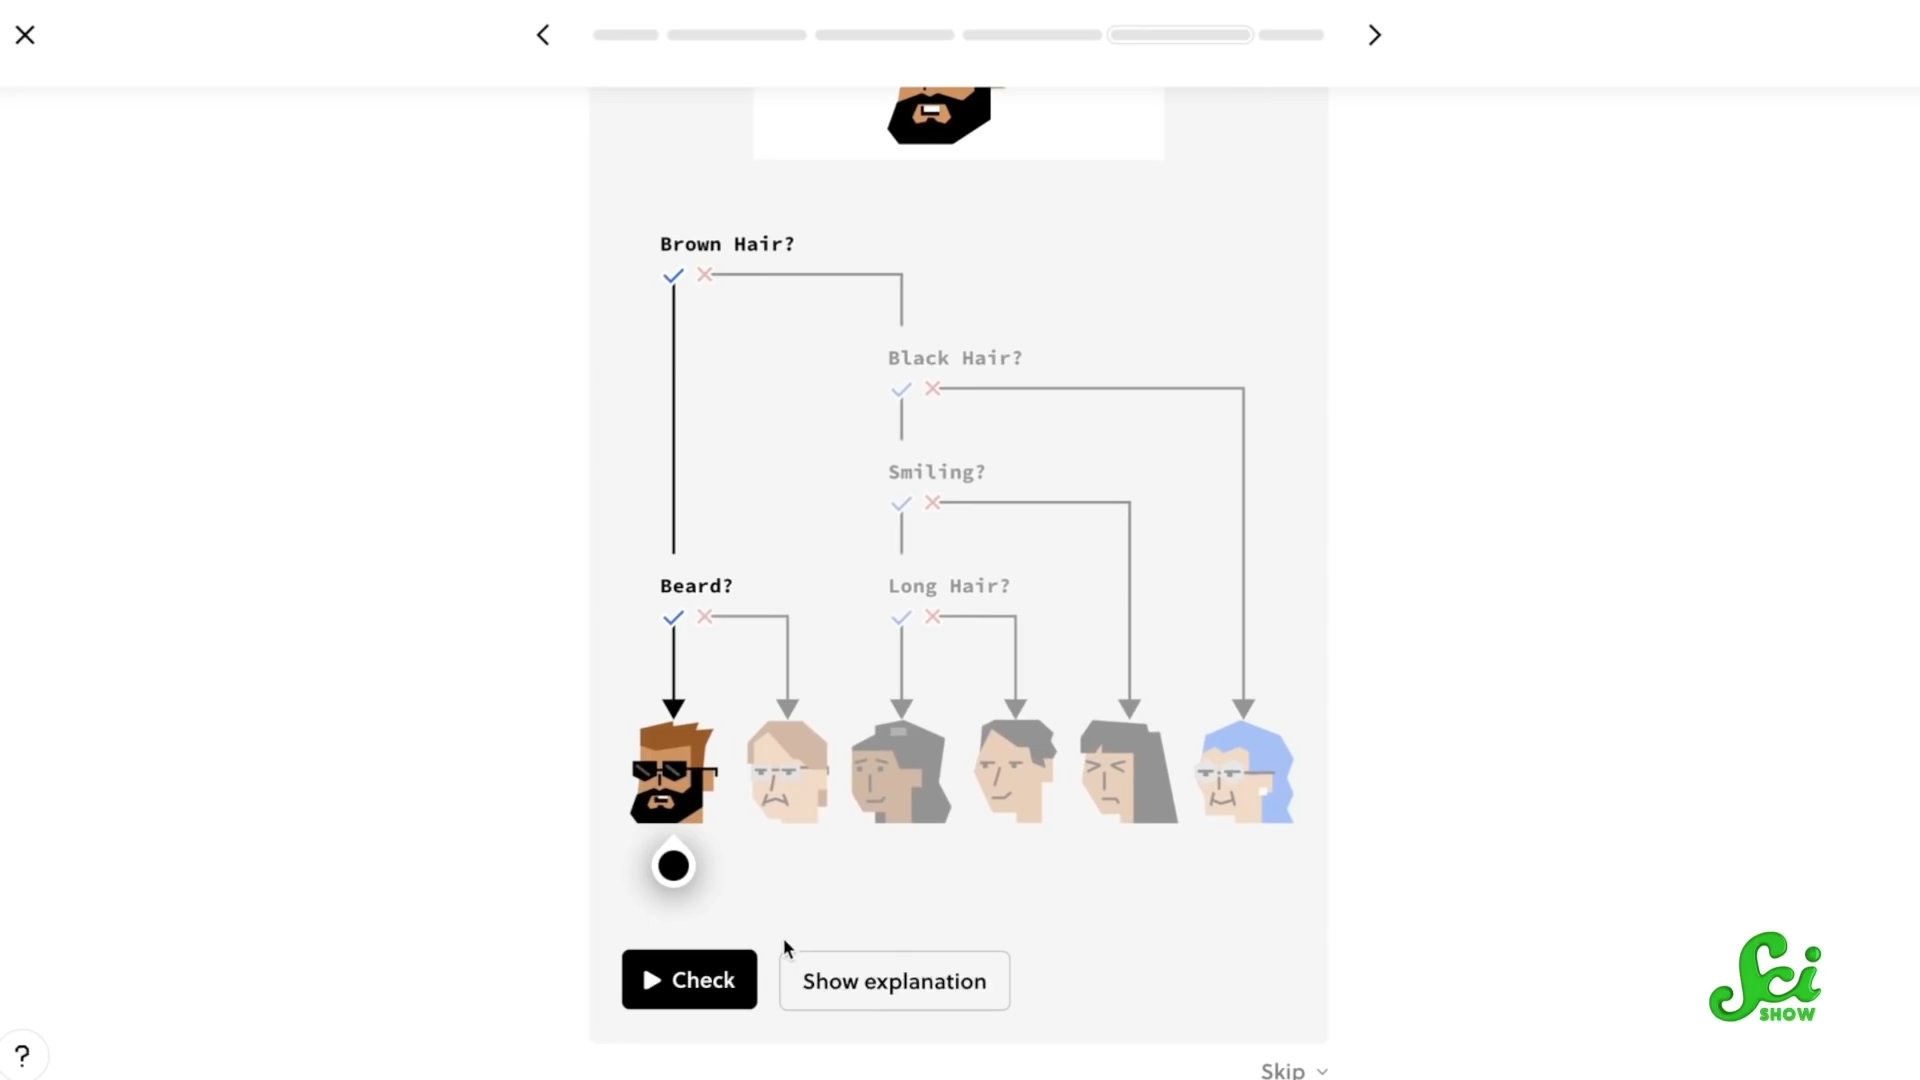 Brown Hair?
Black Hair?
Smiling?
Beard?
Long Hair?
Check
Show explanation
Sci
SHOW
?
Skip